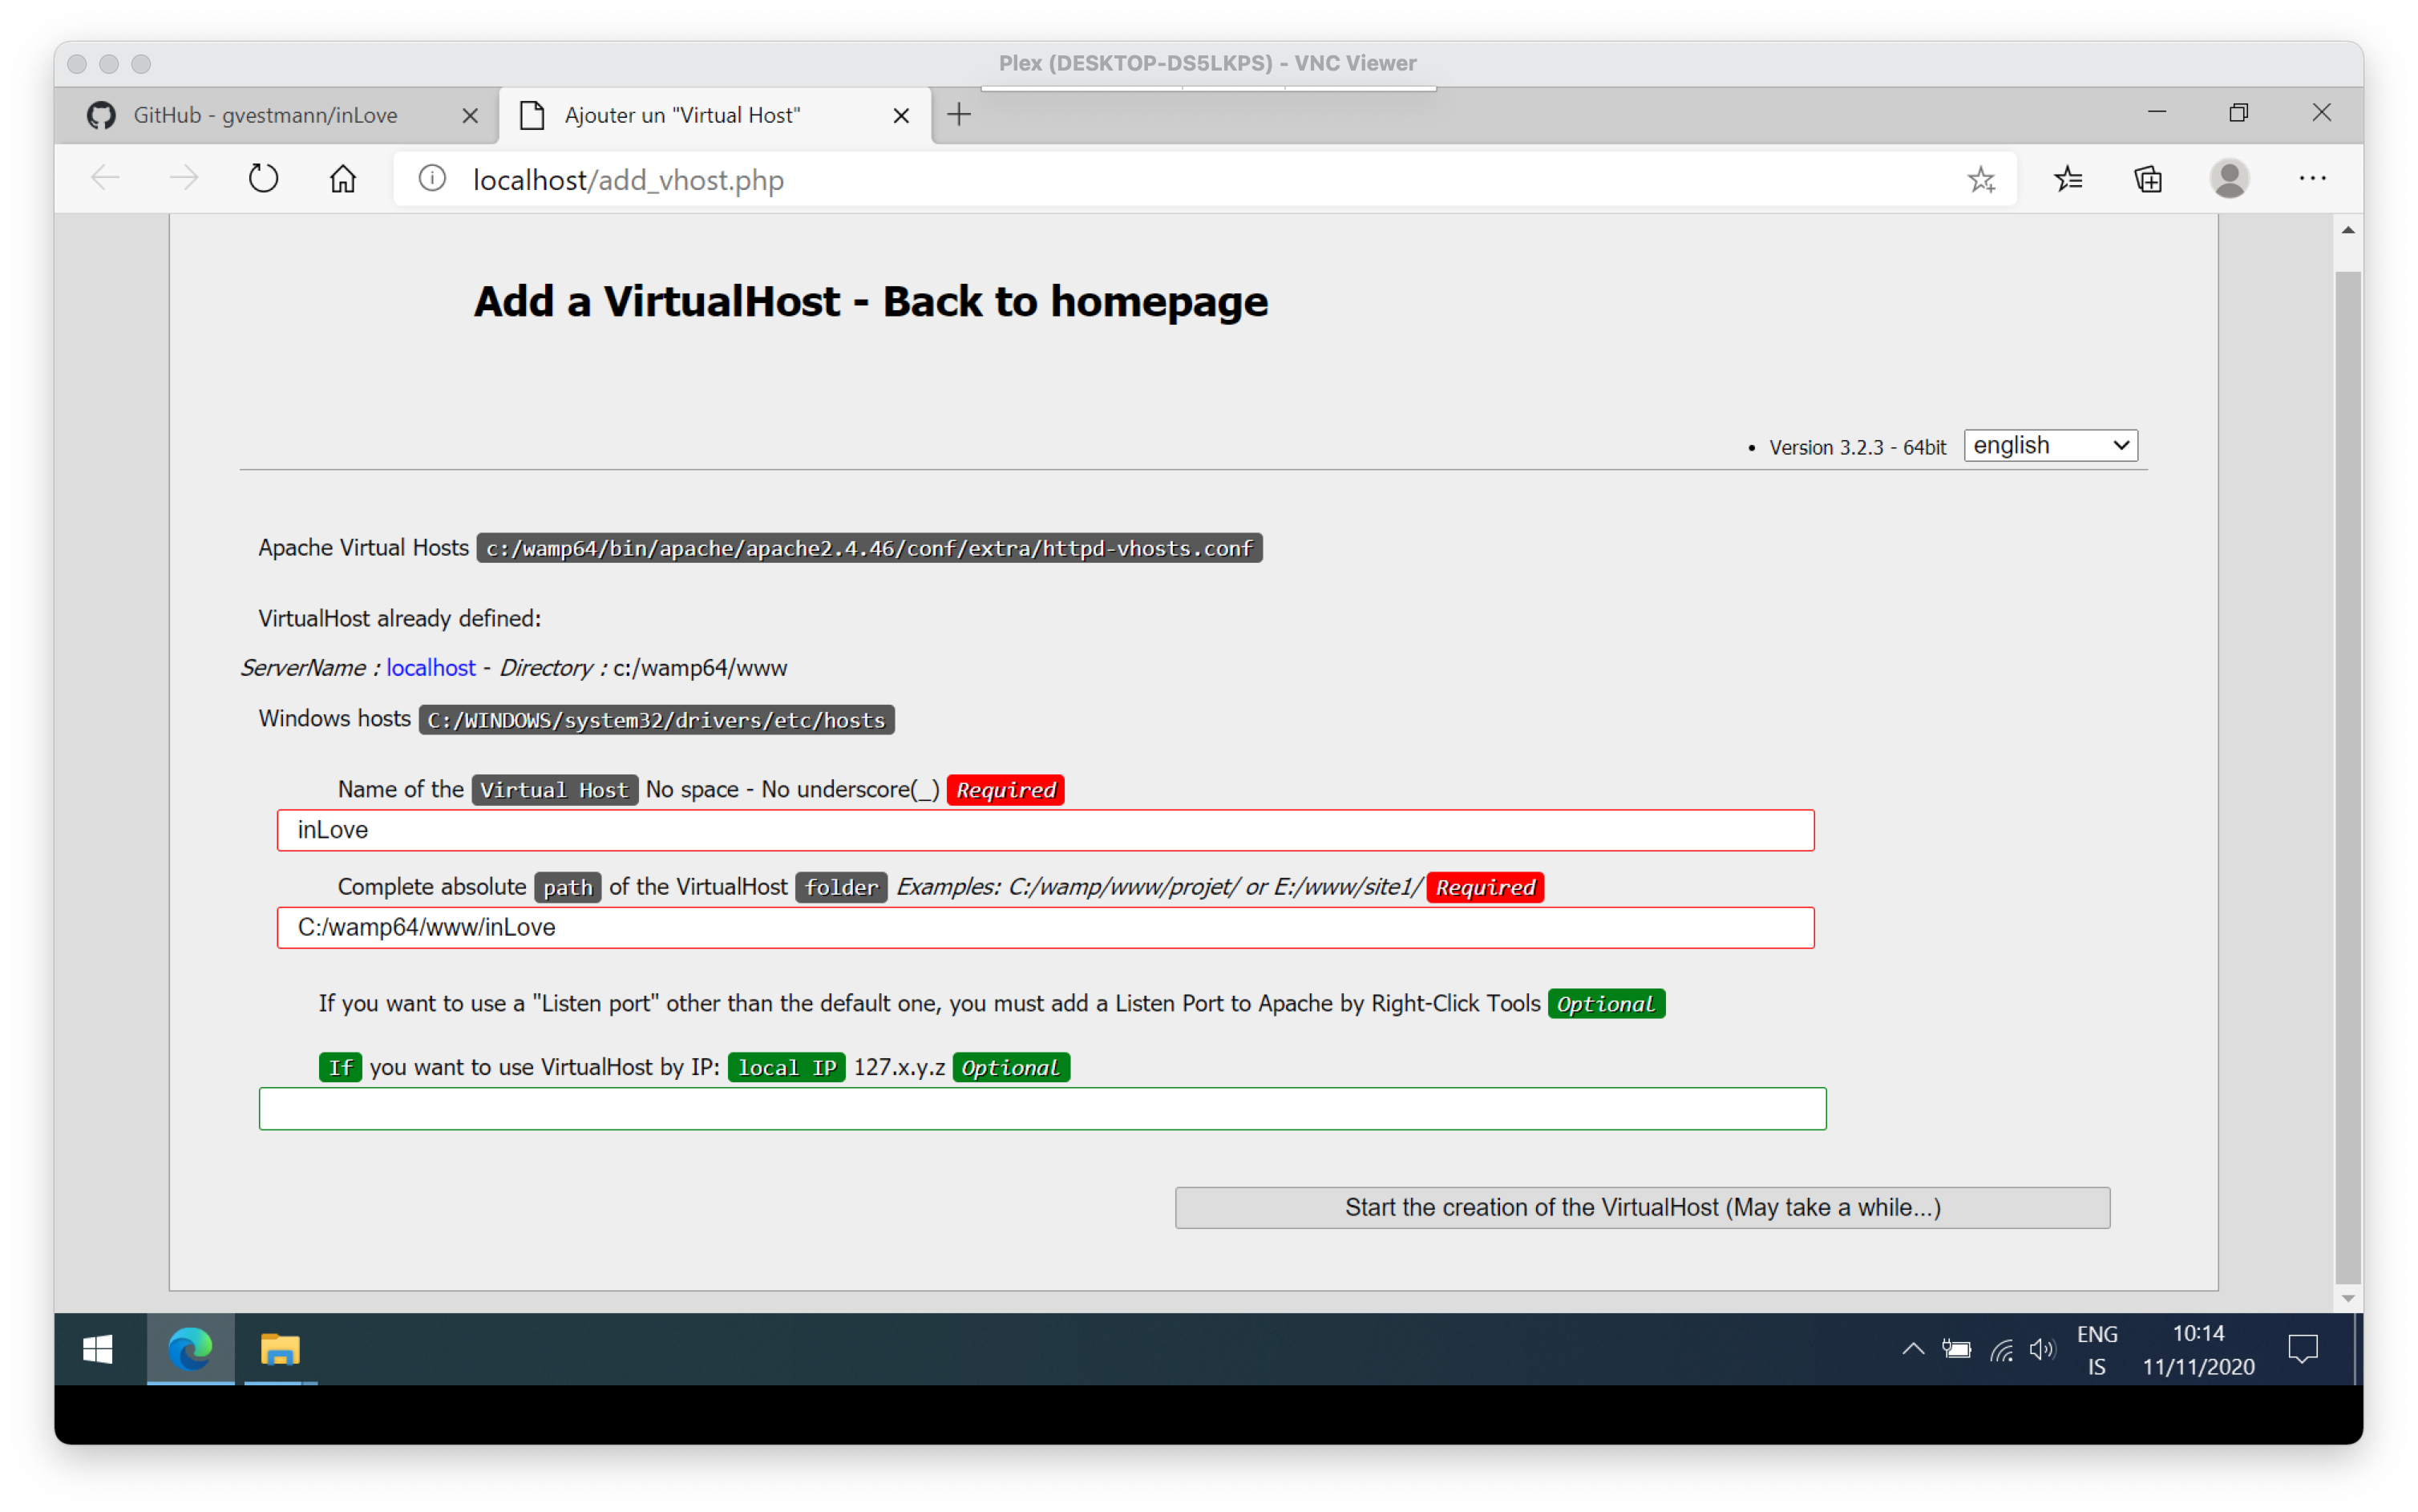 Plex (DESKTOP-DS5LKPS) - VNC Viewer
GitHub - gvestmann/inLove
Ajouter un "Virtual Host"
localhost/add_vhost.php
Add a VirtualHost - Back to homepage
Version 3.2.3 - 64bit english
Apache Virtual Hosts c:/wamp64/bin/apache/apache2.4.46/conf/extra/httpd-vhosts.conf
VirtualHost already defined:
ServerName : localhost - Directory : c:/wamp64/www
Windows hosts C:/WINDOWS/system32/drivers/etc/hosts
Name of the Virtual Host No space - No underscore(_) Required
inLove
Complete absolute path of the VirtualHost folder Examples: C:/wamp/www/projet/ or E:/www/site1/ Required
C:/wamp64/www/inLove
If you want to use a "Listen port" other than the default one, you must add a Listen Port to Apache by Right-Click Tools Optional
If you want to use VirtualHost by IP: local IP 127.x.y.z Optional
Start the creation of the VirtualHost (May take a while...)
ENG 10:14
IS 11/11/2020